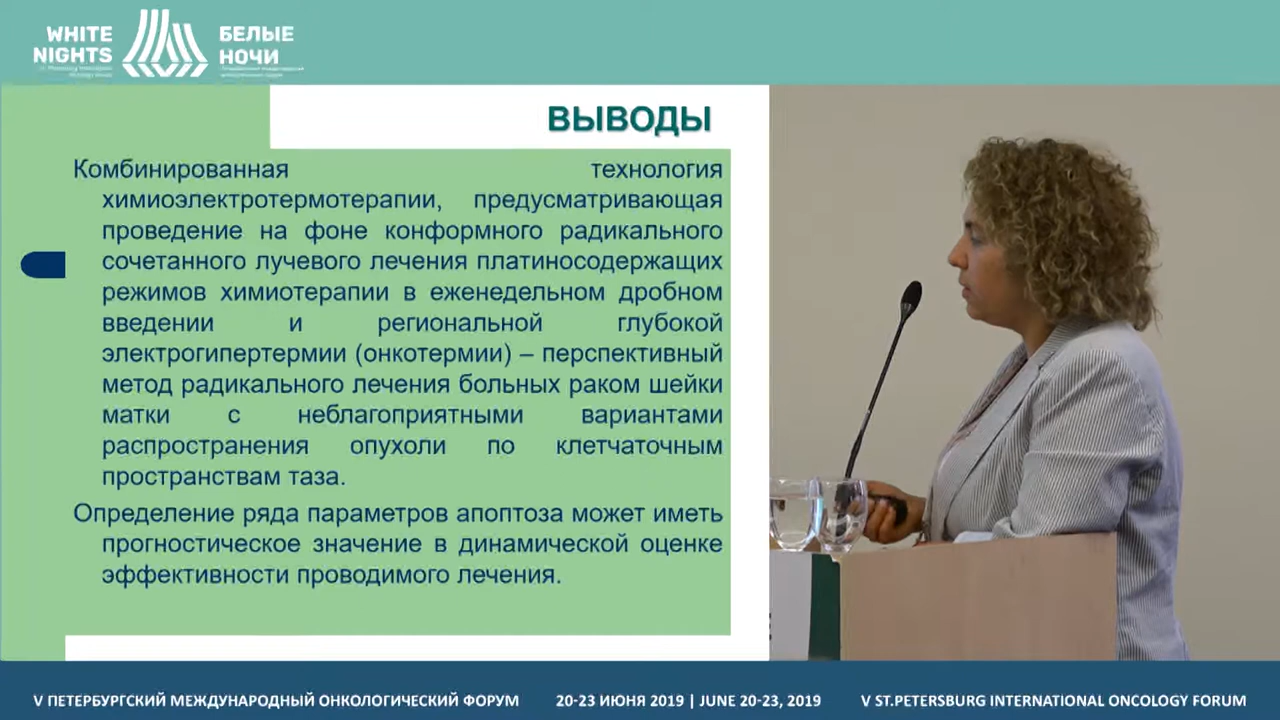 WHITE
NIGHTS
БЕЛЫЕ
НОЧИ
ВЫВОДЫ
Комбинированная технология
химиоэлектротермотерапии, предусматривающая
проведение на фоне конформного радикального
сочетанного лучевого лечения платиносодержащих
режимов химиотерапии в еженедельном дробном
введении и региональной глубокой
электрогипертермии (онкотермии) – перспективный
метод радикального лечения больных раком шейки
матки с неблагоприятными вариантами
распространения опухоли по клетчаточным
пространствам таза.
Определение ряда параметров апоптоза может иметь
прогностическое значение в динамической оценке
эффективности проводимого лечения.
V ПЕТЕРБУРГСКИЙ МЕЖДУНАРОДНЫЙ ОНКОЛОГИЧЕСКИЙ ФОРУМ 20-23 ИЮНЯ 2019 | JUNE 20-23, 2019 V ST.PETERSBURG INTERNATIONAL ONCOLOGY FORUM